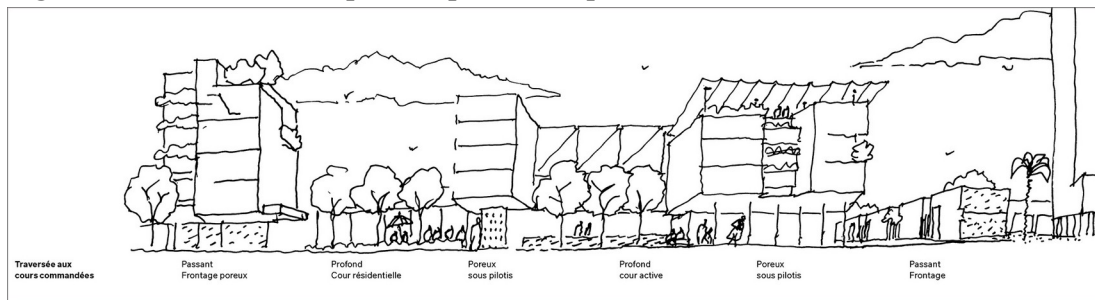 Traversée aux
cours commandées
Passant
Frontage poreux
Profond
Cour résidentielle
Poreux
sous pilotis
Profond
cour active
Poreux
sous pilotis
Passant
Frontage